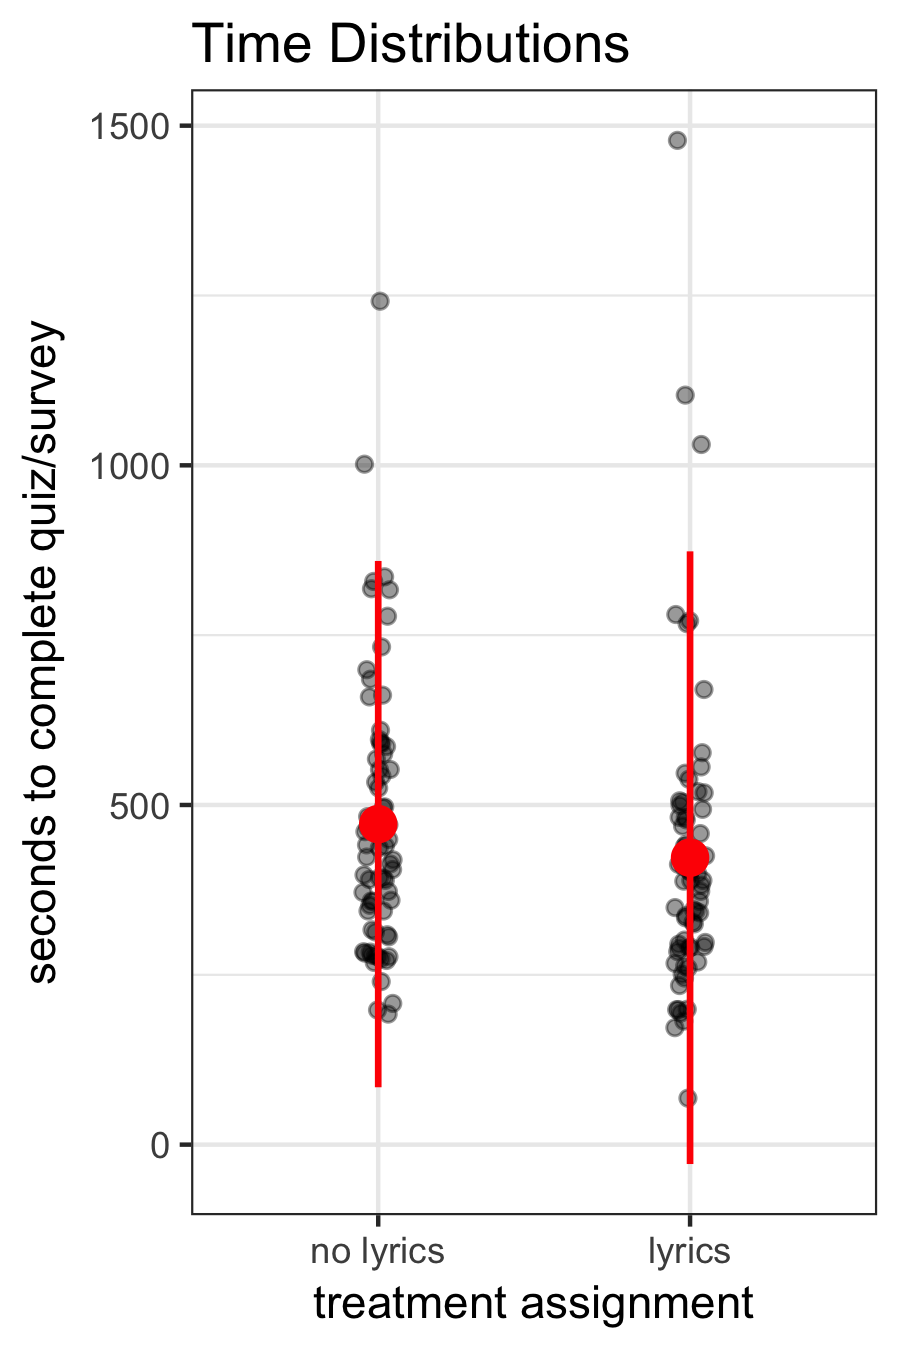 Time Distributions
1500
1000
500
0
seconds to complete quiz/survey
no lyrics
lyrics
treatment assignment